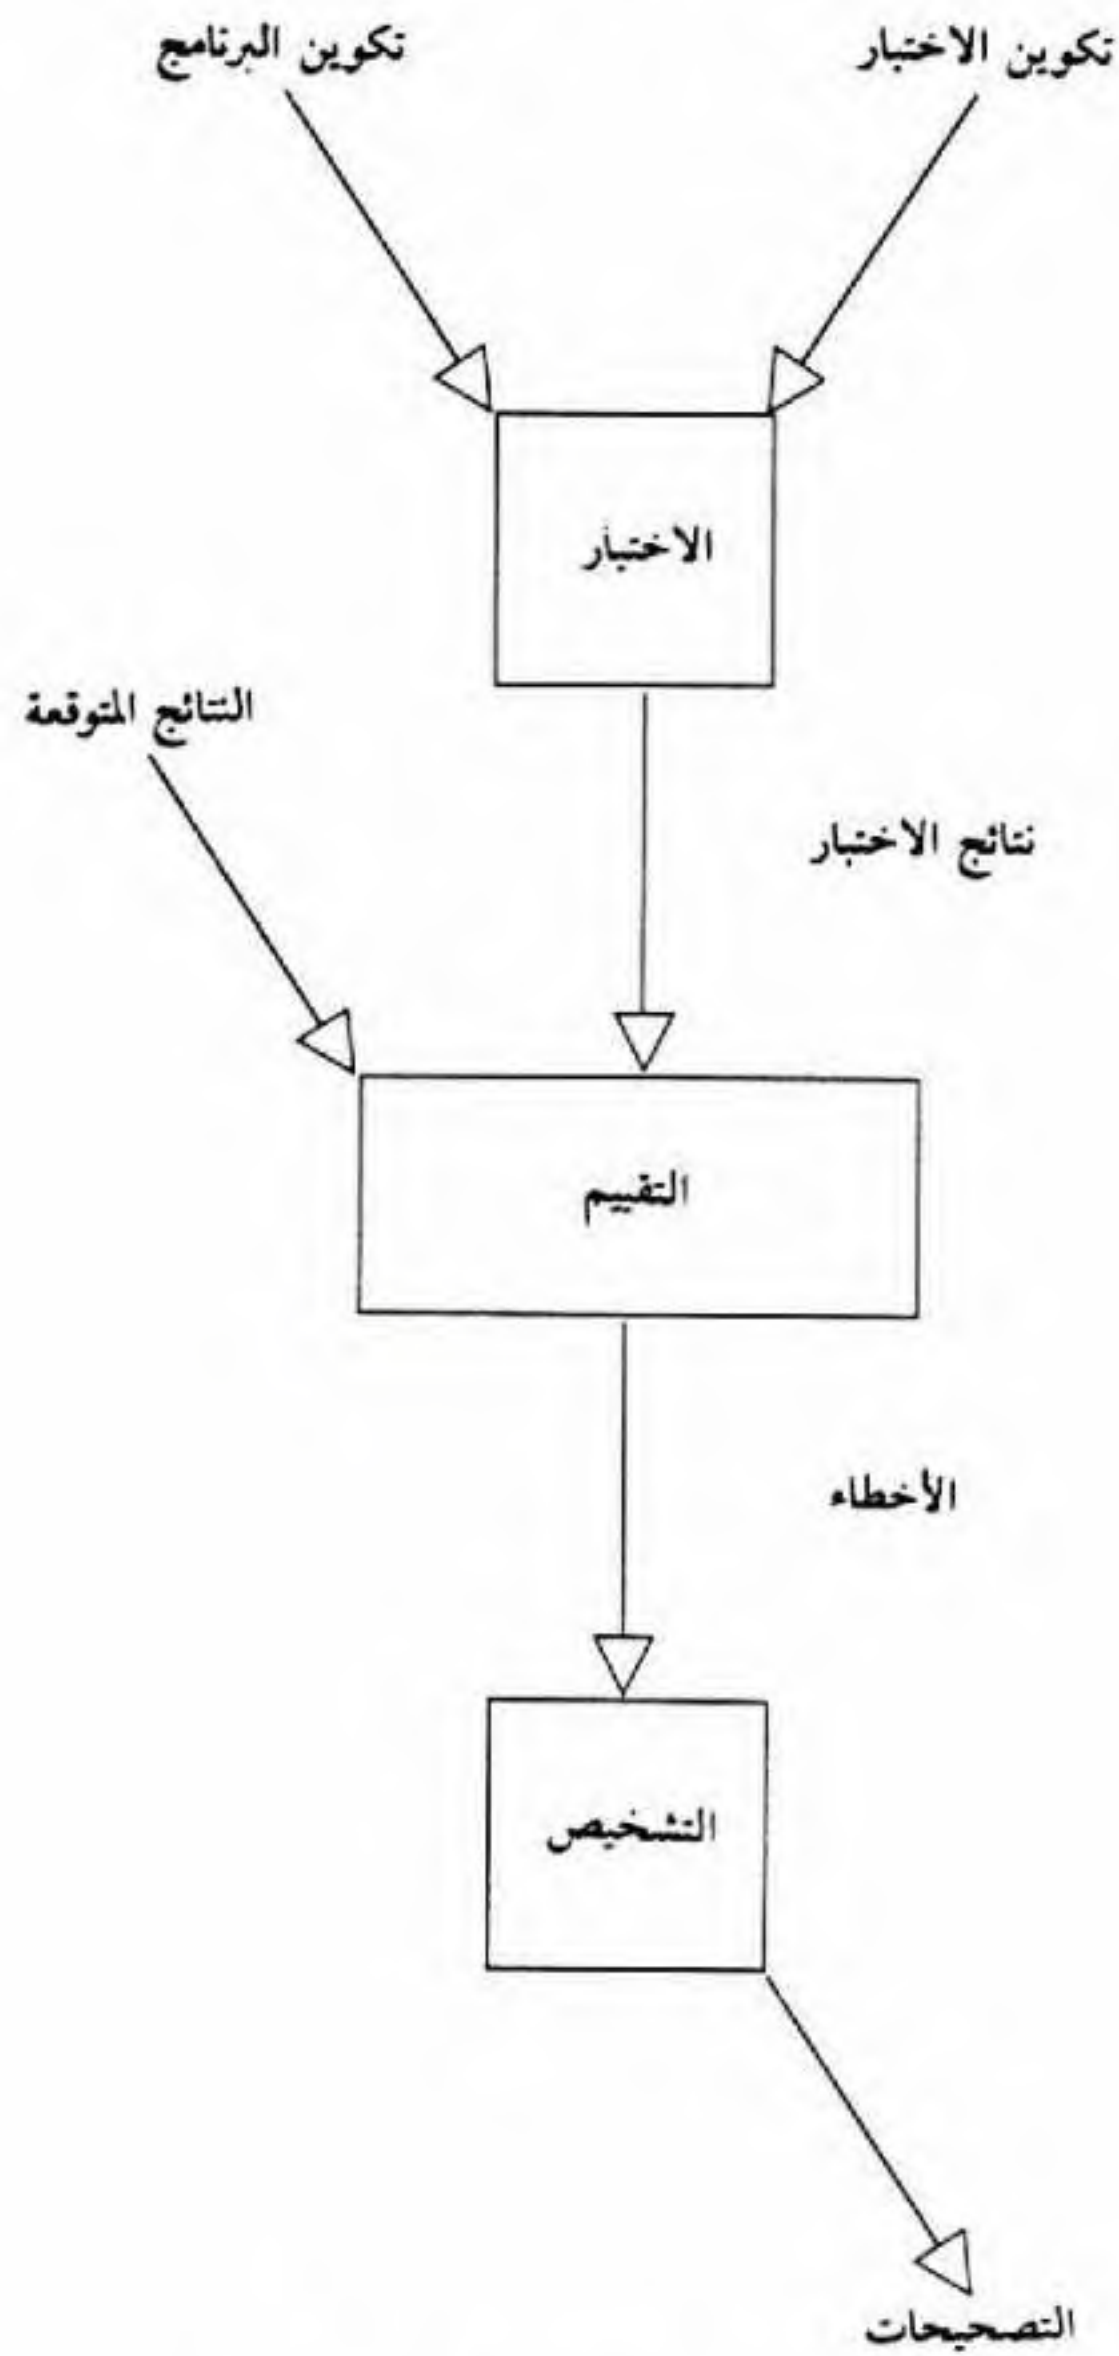 تكوين الاختبار
تكوين البرنامج
الاختبار
النتائج المتوقعة
نتائج الاختبار
التقييم
الأخطاء
التشخيص
التصحيحات